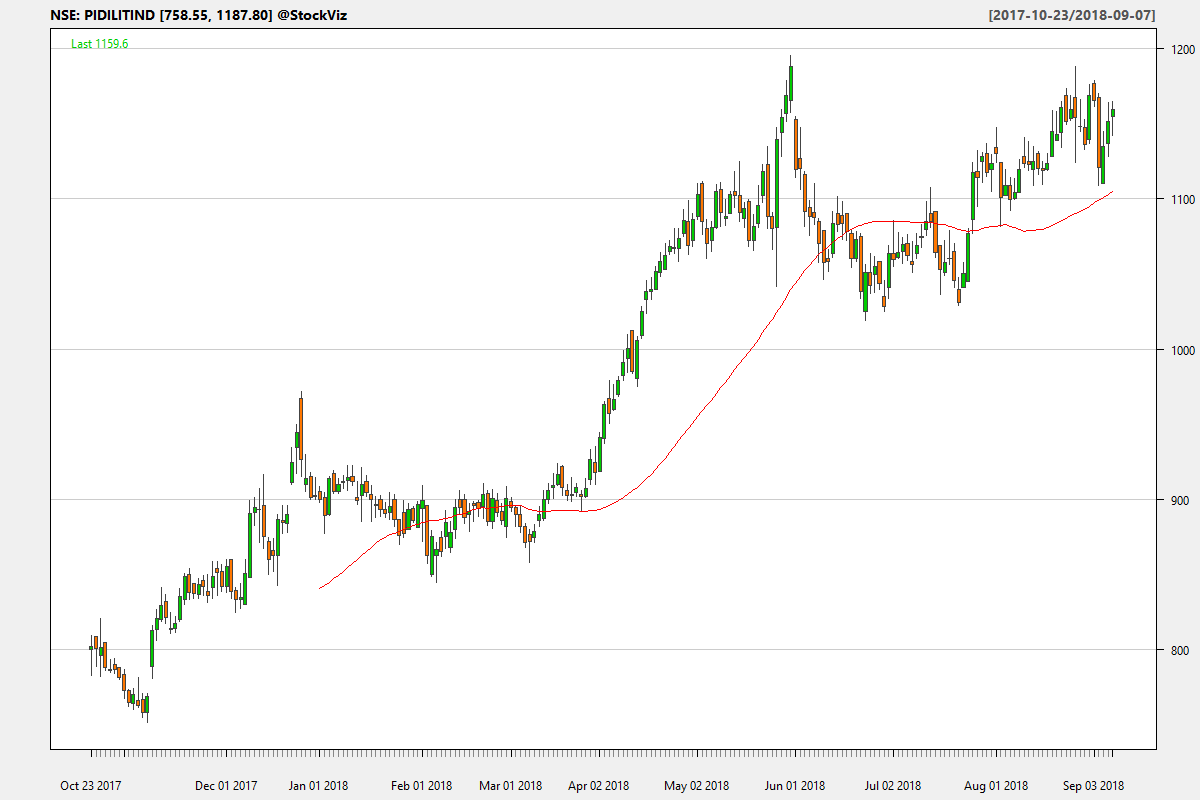 NSE: PIDILITIND [758.55, 1187.80] @StockViz [2017-10-23/2018-09-07]
Last 1159.6
1200
1100
1000
900
800
Oct 23 2017 Dec 01 2017 Jan 01 2018 Feb 01 2018 Mar 01 2018 Apr 02 2018 May 02 2018 Jun 01 2018 Jul 02 2018 Aug 01 2018 Sep 03 2018